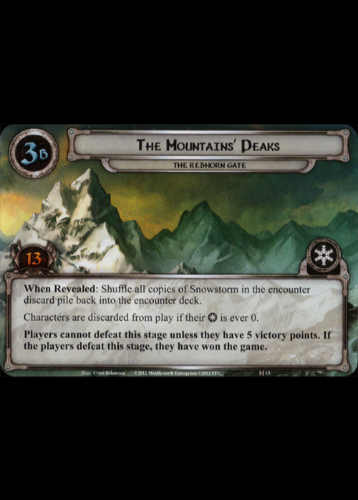 3B
THE MOUNTAINS' PEAKS
THE REDHORN GATE
13
When Revealed: Shuffle all copies of Snowstorm in the encounter
discard pile back into the encounter deck.
Characters are discarded from play if their is ever 0.
Players cannot defeat this stage unless they have 5 victory points. If
the players defeat this stage, they have won the game.